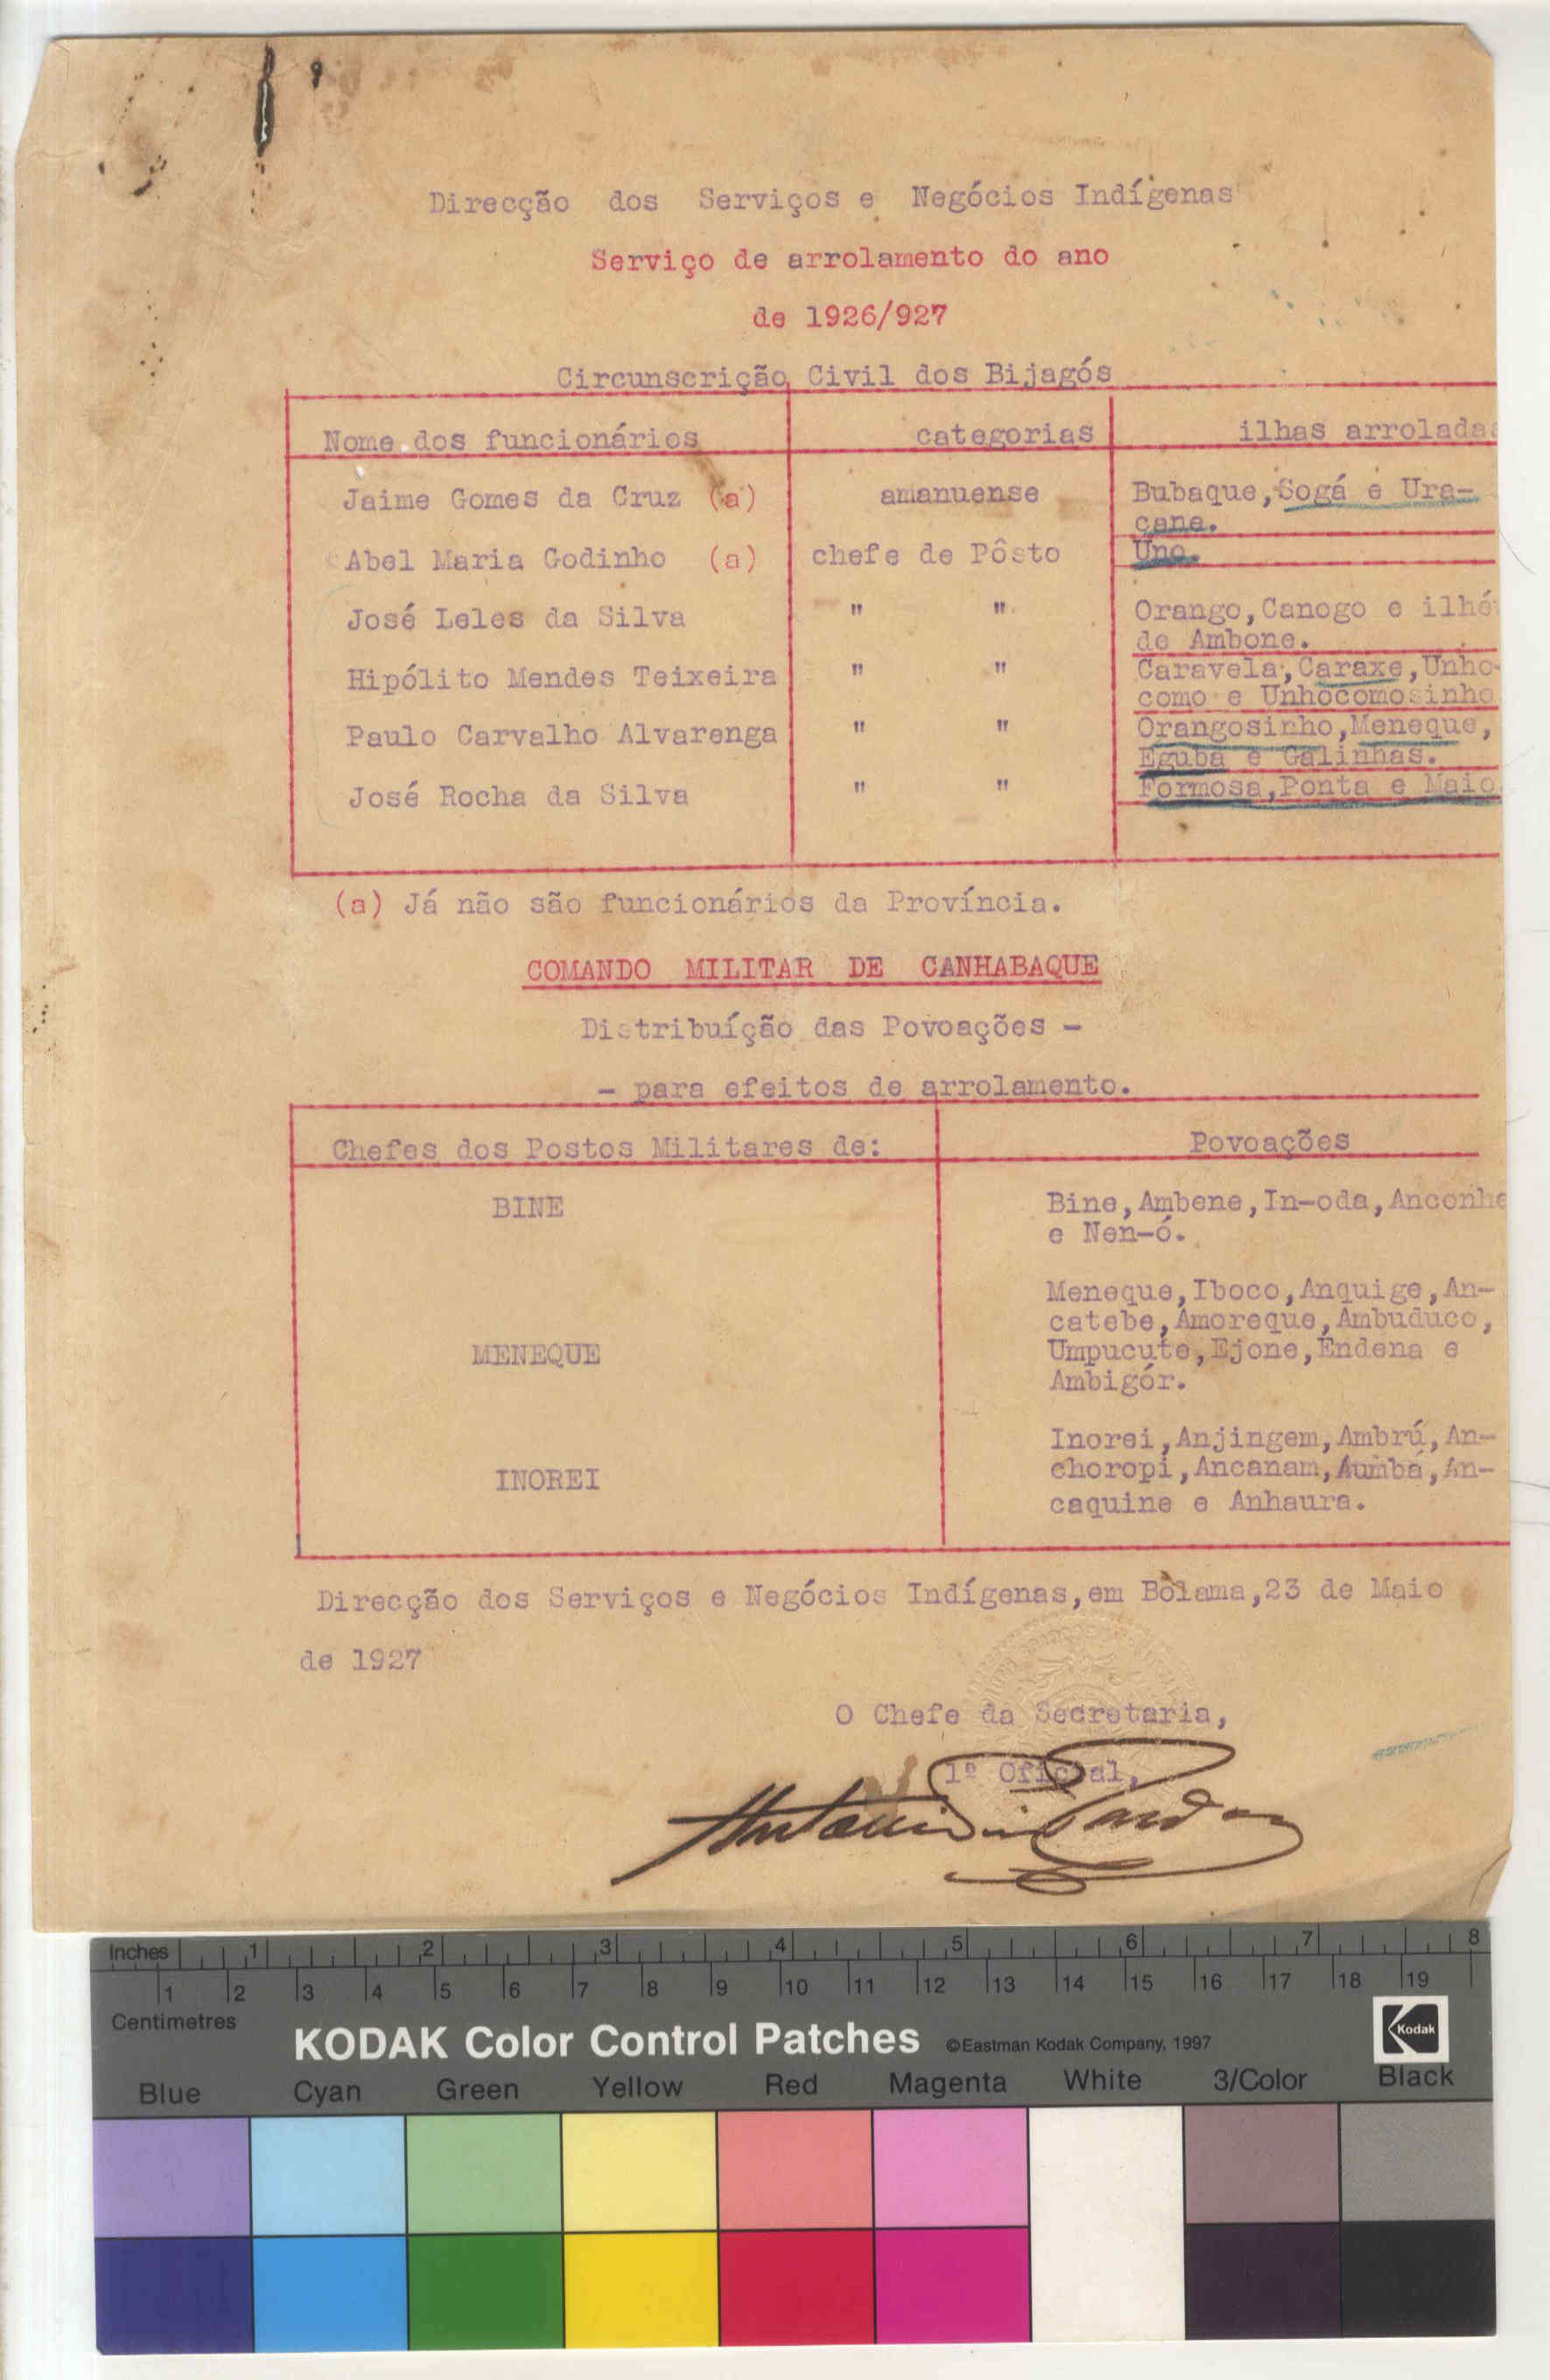 Direcção dos Serviços e Negócios Indígenas
Serviço de arrolamento do ano
de 1926/927
Circunscrição Civil dos Bijagós
Nome dos funcionários categorias ilhas arroladas
Jaime Gomes da Cruz (a) amanuense Bubaque,Sogá e Ura-
cane.
Abel Maria Godinho (a) chefe de Pôsto Uno.
José Leles da Silva " " Orango,Canogo e ilhé
de Ambone.
Hipólito Mendes Teixeira " " Caravela,Caraxe,Unho-
como e Unhocomosinho
Paulo Carvalho Alvarenga " " Orangosinho,Meneque,
Eguba e Galinhas.
José Rocha da Silva " " Formosa,Ponta e Maio
(a) Já não são funcionários da Província.
COMANDO MILITAR DE CANHABAQUE
Distribuíção das Povoações -
- para efeitos de arrolamento.
Chefes dos Postos Militares de: Povoações
BINE Bine,Ambene,In-oda,Anconhe
e Nen-ó.
Meneque,Iboco,Anquige,An-
catebe,Amoreque,Ambuduco,
MENEQUE Umpucute,Ejone,Endena e
Ambigór.
Inorei,Anjingem,Ambrú,An-
INOREI choropi,Ancanam,Aumba,An-
caquine e Anhaura.
Direcção dos Serviços e Negócios Indígenas,em Bolama,23 de Maio
de 1927
O Chefe da Secretaria,
1º Oficial,
Inches 1 2 3 4 5 6 7 8
1 2 3 4 5 6 7 8 9 10 11 12 13 14 15 16 17 18 19
Centimetres
KODAK Color Control Patches ©Eastman Kodak Company, 1997 Kodak
Blue Cyan Green Yellow Red Magenta White 3/Color Black